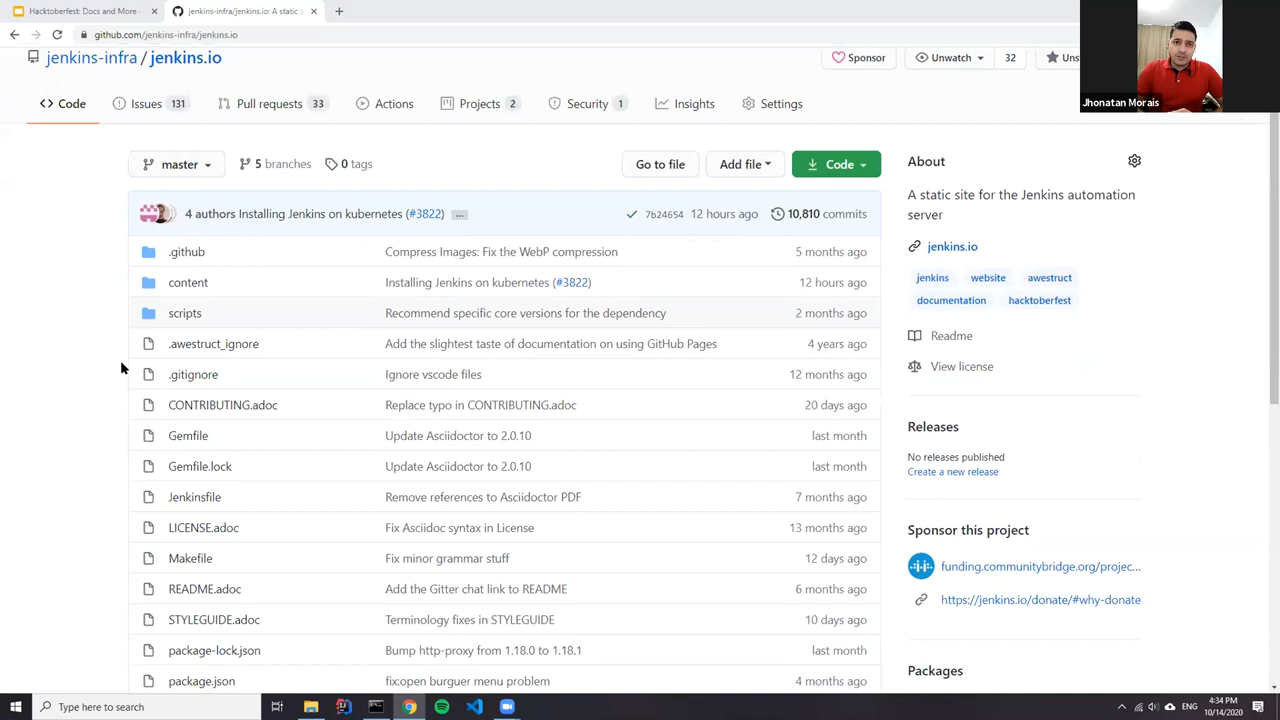 Hacktoberfest: Docs and More -
jenkins-infra/jenkins.io: A static s
github.com/jenkins-infra/jenkins.io
jenkins-infra / jenkins.io
Sponsor
Unwatch
32
Uns
Jhonatan Morais
Code
Issues 131
Pull requests 33
Actions
Projects 2
Security 1
Insights
Settings
master
5 branches
0 tags
Go to file
Add file
Code
4 authors Installing Jenkins on kubernetes (#3822) ...
7b24654 12 hours ago
10,810 commits
.github Compress Images: Fix the WebP compression 5 months ago
content Installing Jenkins on kubernetes (#3822) 12 hours ago
scripts Recommend specific core versions for the dependency 2 months ago
.awestruct_ignore Add the slightest taste of documentation on using GitHub Pages 4 years ago
.gitignore Ignore vscode files 12 months ago
CONTRIBUTING.adoc Replace typo in CONTRIBUTING.adoc 20 days ago
Gemfile Update Asciidoctor to 2.0.10 last month
Gemfile.lock Update Asciidoctor to 2.0.10 last month
Jenkinsfile Remove references to Asciidoctor PDF 7 months ago
LICENSE.adoc Fix Asciidoc syntax in License 13 months ago
Makefile Fix minor grammar stuff 12 days ago
README.adoc Add the Gitter chat link to README 6 months ago
STYLEGUIDE.adoc Terminology fixes in STYLEGUIDE 10 days ago
package-lock.json Bump http-proxy from 1.18.0 to 1.18.1 last month
package.json fix:open burguer menu problem 4 months ago
About
A static site for the Jenkins automation
server
jenkins.io
jenkins website awestruct
documentation hacktoberfest
Readme
View license
Releases
No releases published
Create a new release
Sponsor this project
funding.communitybridge.org/projec...
https://jenkins.io/donate/#why-donate
Packages
Type here to search
ENG
4:34 PM
10/14/2020